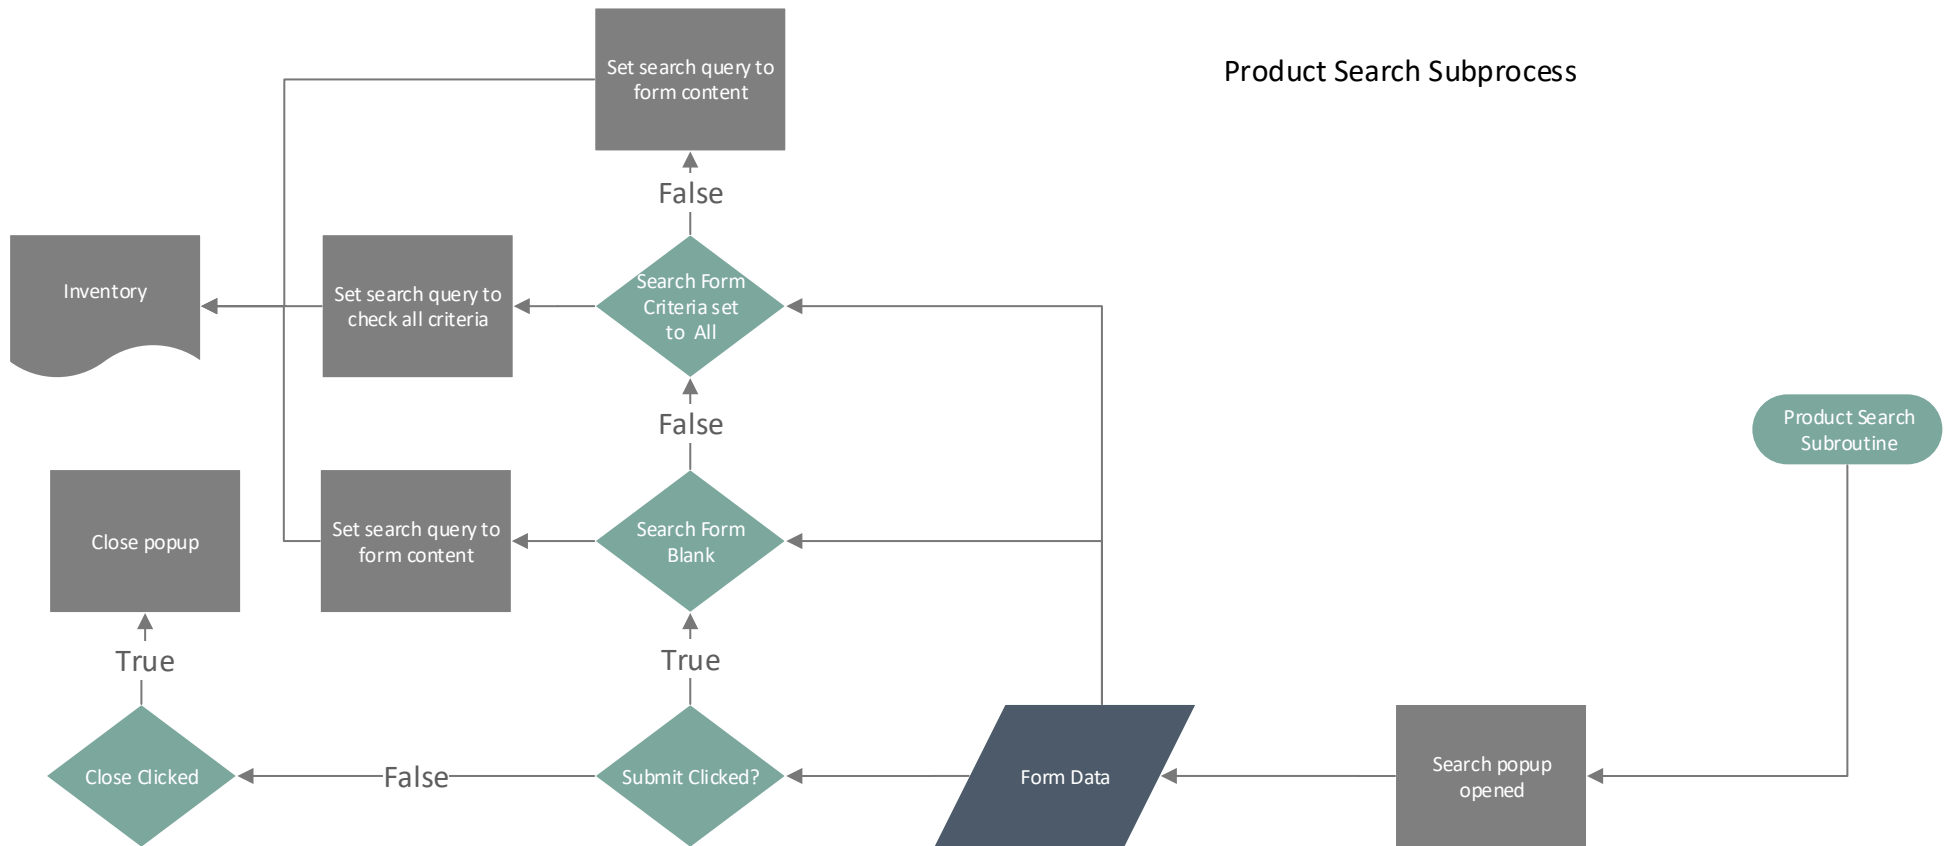 Set search query to
form content
Product Search Subprocess
False
Inventory
Set search query to
check all criteria
Search Form
Criteria set
to All
False
Product Search
Subroutine
Close popup
Set search query to
form content
Search Form
Blank
True
True
Close Clicked
False
Submit Clicked?
Form Data
Search popup
opened